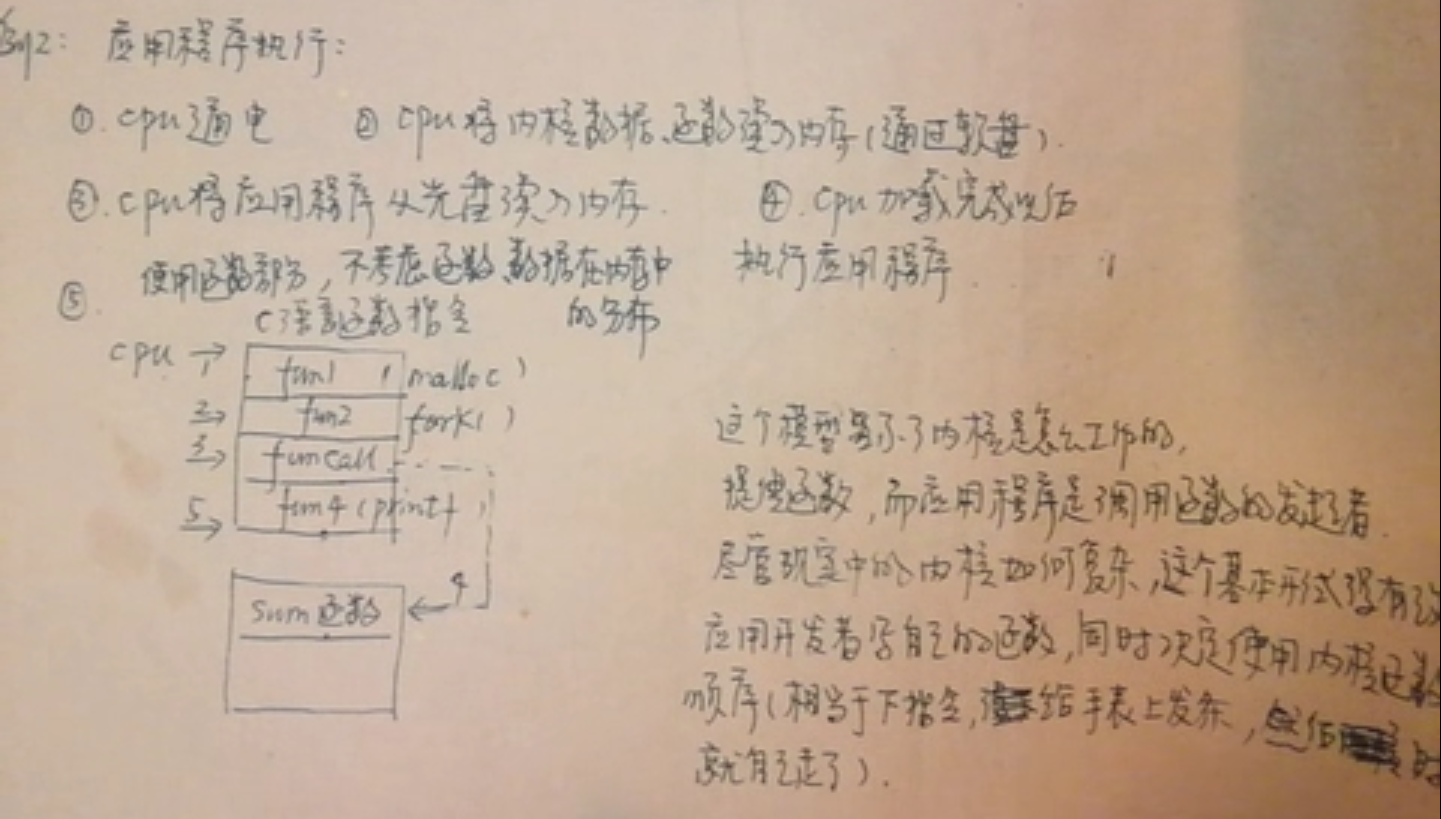 应用程序执行:
①. cpu通电 ② cpu将内核数据、函数读入内存(通过软盘).
③. cpu将应用程序从光盘读入内存. ④. cpu加载完成以后
执行应用程序.
⑤. 使用函数部分, 不考虑函数、数据在内存中
的分布
C语言函数指令
cpu 1→ fun1 (malloc)
2→ fun2 fork()
3→ funcall
5→ fun4 (printf)
sum函数 ← 4
这个模型展示了内核是怎么工作的,
提供函数, 而应用程序是调用函数的发起者.
尽管现实中的内核如何复杂, 这个基本形式没有
应用开发者写自己的函数, 同时决定使用内核函数
顺序(相当于下指令, 给手表上发条, 然后
就自己走了).